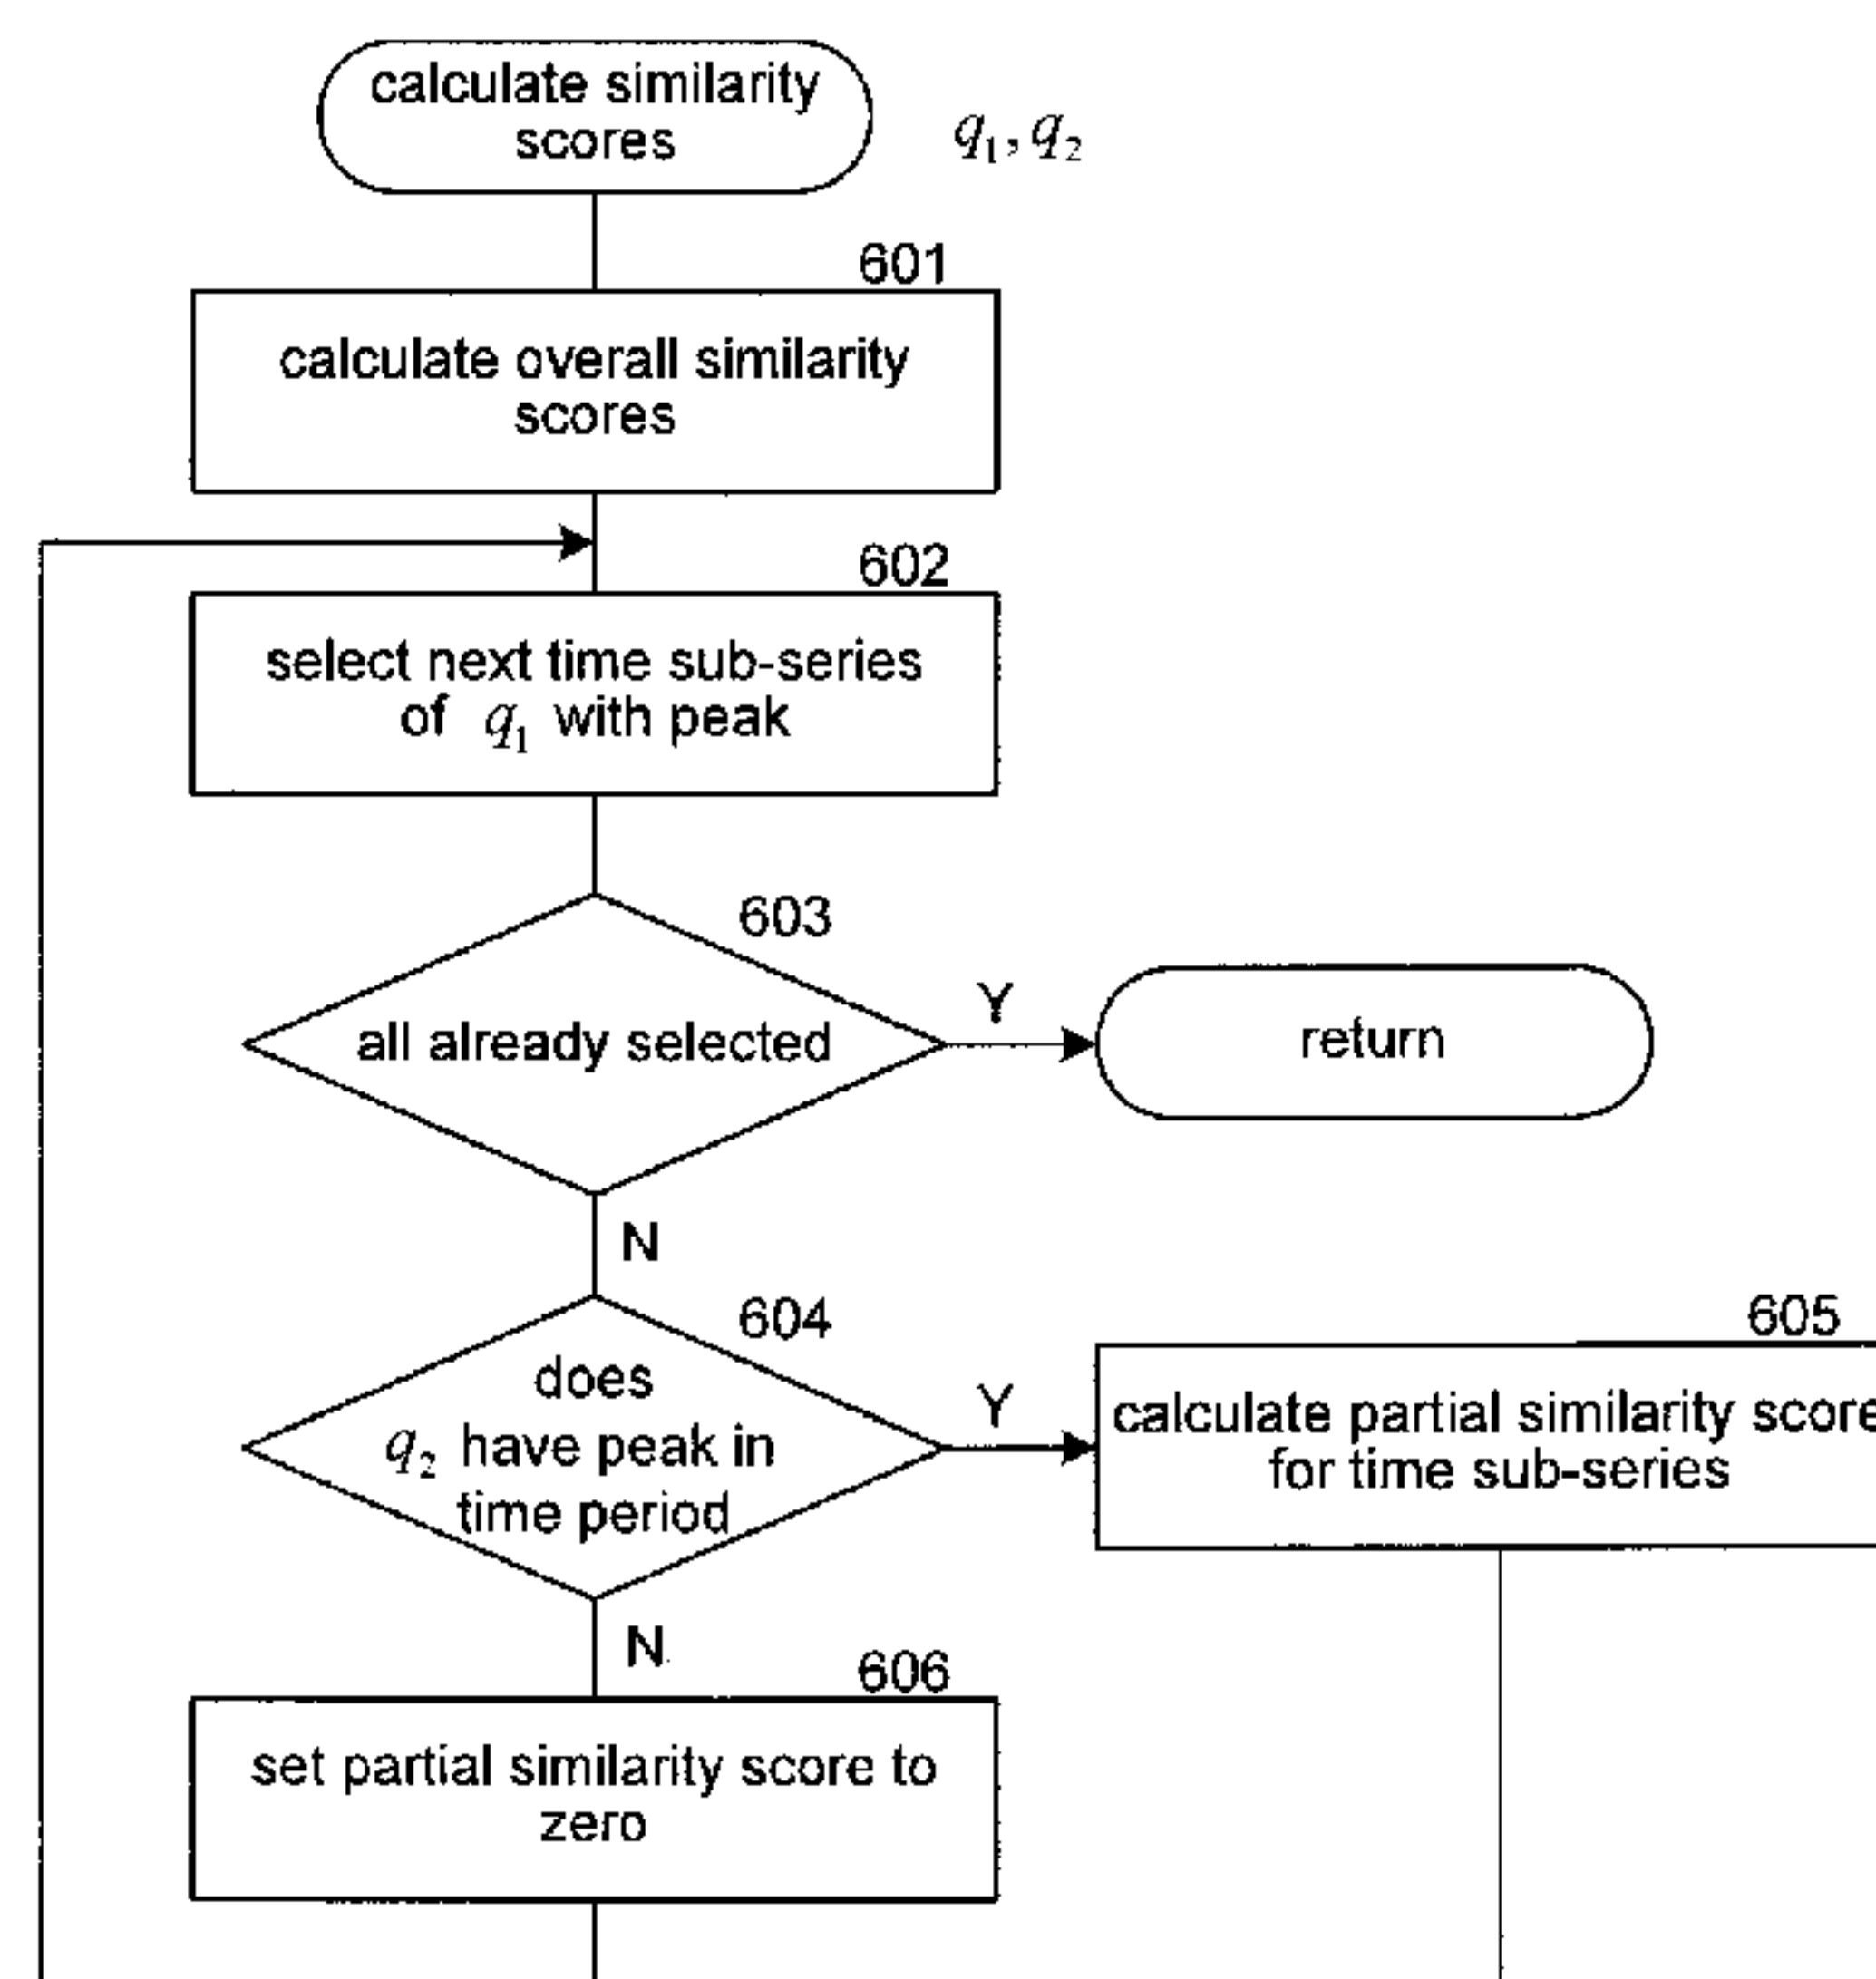 calculate similarity
scores
q₁, q₂
601
calculate overall similarity
scores
602
select next time sub-series
of q₁ with peak
603
all already selected
Y
return
N
604
does
q₂ have peak in
time period
Y
605
calculate partial similarity score
for time sub-series
N
606
set partial similarity score to
zero